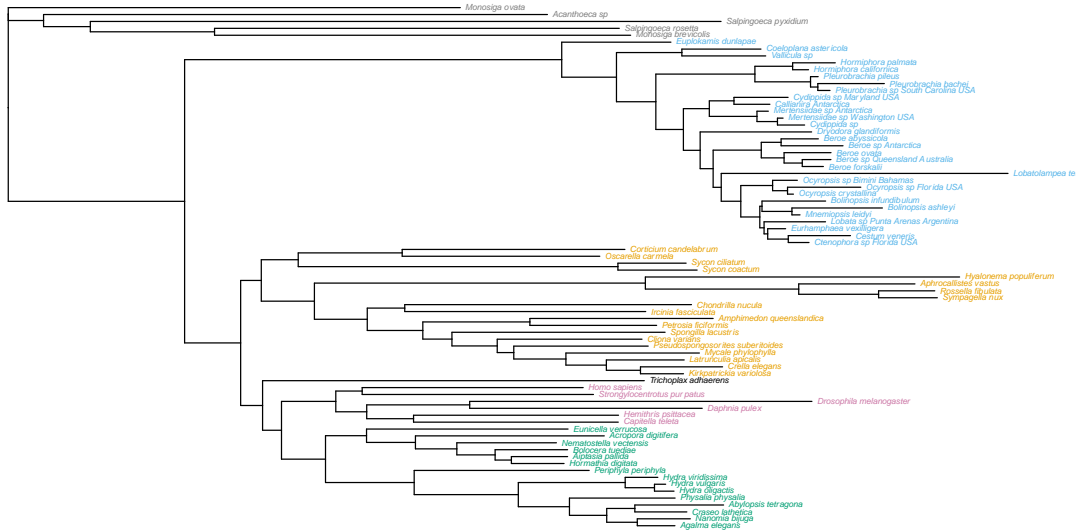 Monosiga ovata
Acanthoeca sp
Salpingoeca pyxidium
Salpingoeca rosetta
Monosiga brevicolis
Euplokamis dunlapae
Coeloplana astericola
Vallicula sp
Hormiphora palmata
Hormiphora californica
Pleurobrachia pileus
Pleurobrachia bachei
Pleurobrachia sp South Carolina USA
Cydippida sp Maryland USA
Callianira Antarctica
Mertensiidae sp Antarctica
Mertensiidae sp Washington USA
Cydippida sp
Dryodora glandiformis
Beroe abyssicola
Beroe sp Antarctica
Beroe ovata
Beroe sp Queensland Australia
Beroe forskalii
Lobatolampea te
Ocyropsis sp Bimini Bahamas
Ocyropsis sp Florida USA
Ocyropsis crystallina
Bolinopsis infundibulum
Bolinopsis ashleyi
Mnemiopsis leidyi
Lobata sp Punta Arenas Argentina
Eurhamphaea vexilligera
Cestum veneris
Ctenophora sp Florida USA
Corticium candelabrum
Oscarella carmela
Sycon ciliatum
Sycon coactum
Hyalonema populiferum
Aphrocallistes vastus
Rossella fibulata
Sympagella nux
Chondrilla nucula
Ircinia fasciculata
Amphimedon queenslandica
Petrosia ficiformis
Spongilla lacustris
Cliona varians
Pseudospongosorites suberitoides
Mycale phylophylla
Latrunculia apicalis
Crella elegans
Kirkpatrickia variolosa
Trichoplax adhaerens
Homo sapiens
Strongylocentrotus purpuratus
Drosophila melanogaster
Daphnia pulex
Hemithris psittacea
Capitella teleta
Eunicella verrucosa
Acropora digitifera
Nematostella vectensis
Bolocera tuediae
Aiptasia pallida
Hormathia digitata
Periphyla periphyla
Hydra viridissima
Hydra vulgaris
Hydra oligactis
Physalia physalia
Abylopsis tetragona
Craseo lathetica
Nanomia bijuga
Agalma elegans